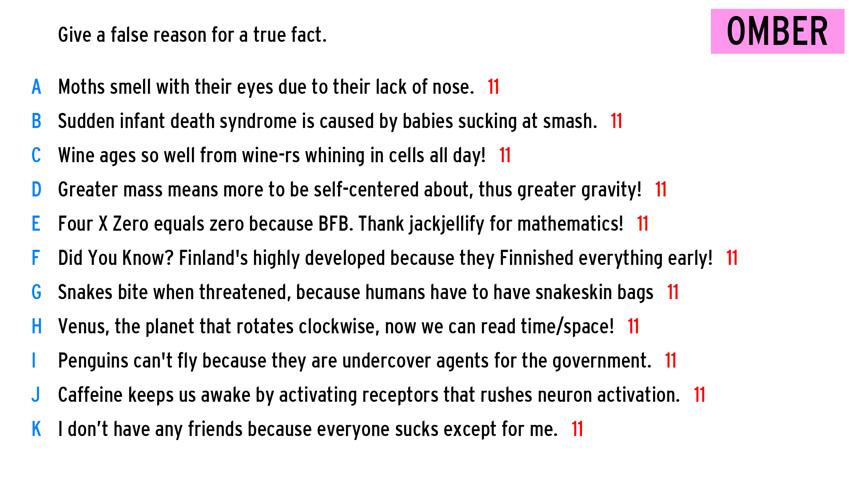 Give a false reason for a true fact.
OMBER
A Moths smell with their eyes due to their lack of nose. 11
B Sudden infant death syndrome is caused by babies sucking at smash. 11
C Wine ages so well from wine-rs whining in cells all day! 11
D Greater mass means more to be self-centered about, thus greater gravity! 11
E Four X Zero equals zero because BFB. Thank jackjellify for mathematics! 11
F Did You Know? Finland's highly developed because they Finnished everything early! 11
G Snakes bite when threatened, because humans have to have snakeskin bags 11
H Venus, the planet that rotates clockwise, now we can read time/space! 11
I Penguins can't fly because they are undercover agents for the government. 11
J Caffeine keeps us awake by activating receptors that rushes neuron activation. 11
K I don’t have any friends because everyone sucks except for me. 11